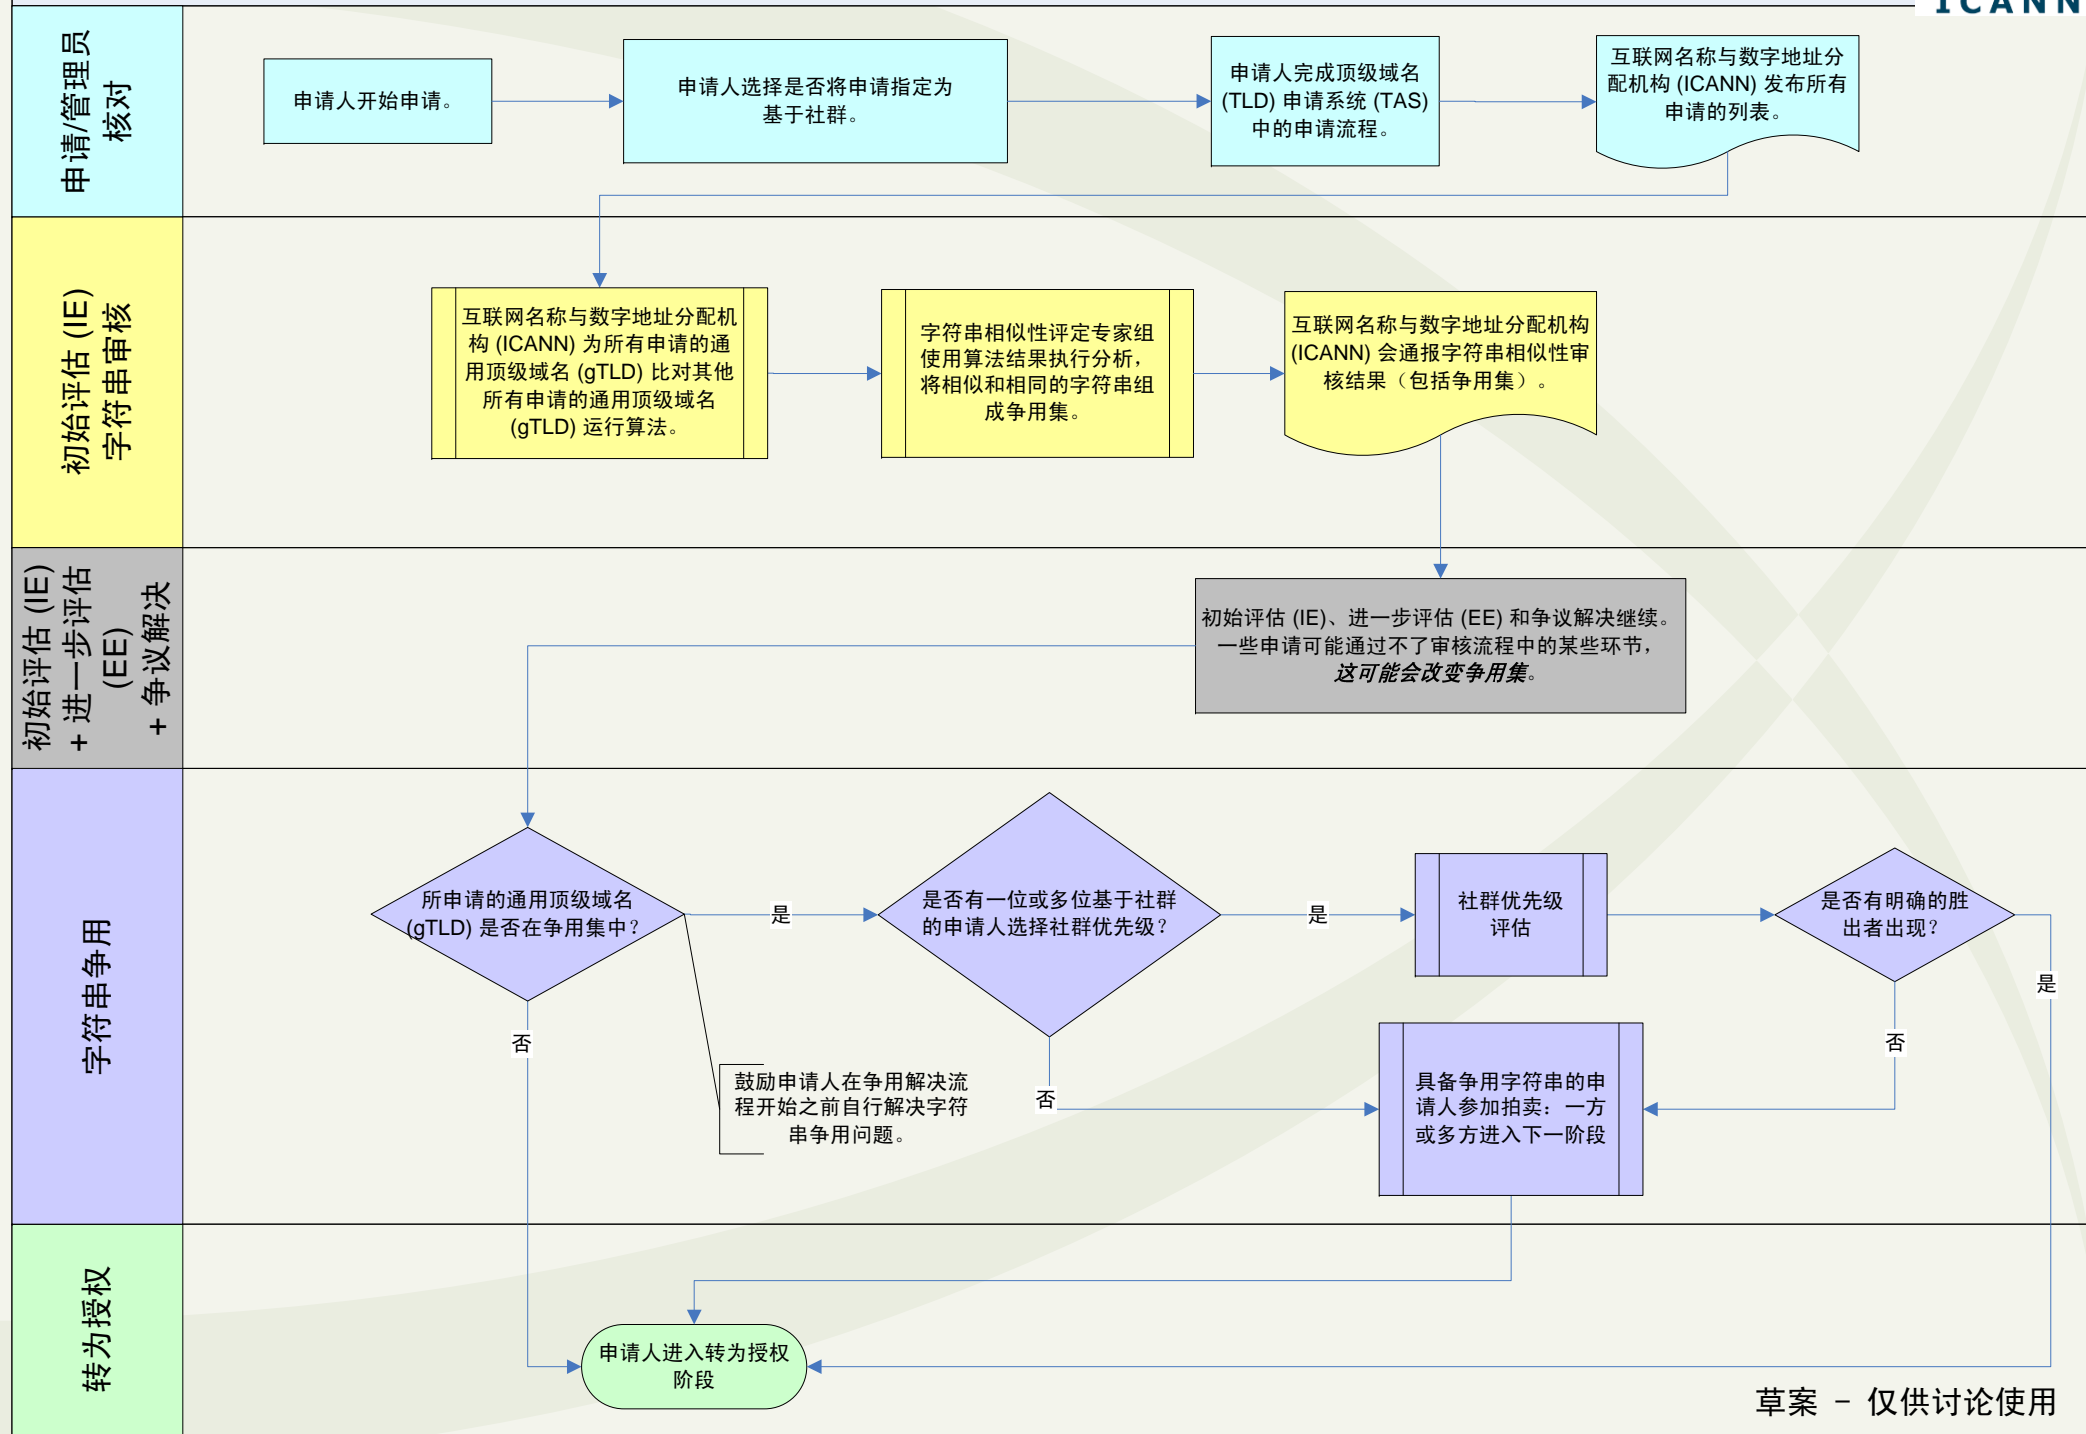 ICANN
申请/管理员
核对
申请人开始申请。
申请人选择是否将申请指定为
基于社群。
申请人完成顶级域名
(TLD) 申请系统 (TAS)
中的申请流程。
互联网名称与数字地址分
配机构 (ICANN) 发布所有
申请的列表。
初始评估 (IE)
字符串审核
互联网名称与数字地址分配机
构 (ICANN) 为所有申请的通
用顶级域名 (gTLD) 比对其他
所有申请的通用顶级域名
(gTLD) 运行算法。
字符串相似性评定专家组
使用算法结果执行分析，
将相似和相同的字符串组
成争用集。
互联网名称与数字地址分配机构
(ICANN) 会通报字符串相似性审
核结果（包括争用集）。
初始评估 (IE)
+ 进一步评估
(EE)
+ 争议解决
初始评估 (IE)、进一步评估 (EE) 和争议解决继续。
一些申请可能通过不了审核流程中的某些环节，
这可能会改变争用集。
字符串争用
所申请的通用顶级域名
(gTLD) 是否在争用集中？
是
是否有一位或多位基于社群
的申请人选择社群优先级？
是
社群优先级
评估
是否有明确的胜
出者出现？
是
否
否
否
鼓励申请人在争用解决流
程开始之前自行解决字符
串争用问题。
具备争用字符串的申
请人参加拍卖：一方
或多方进入下一阶段
转为授权
申请人进入转为授权
阶段
草案 － 仅供讨论使用